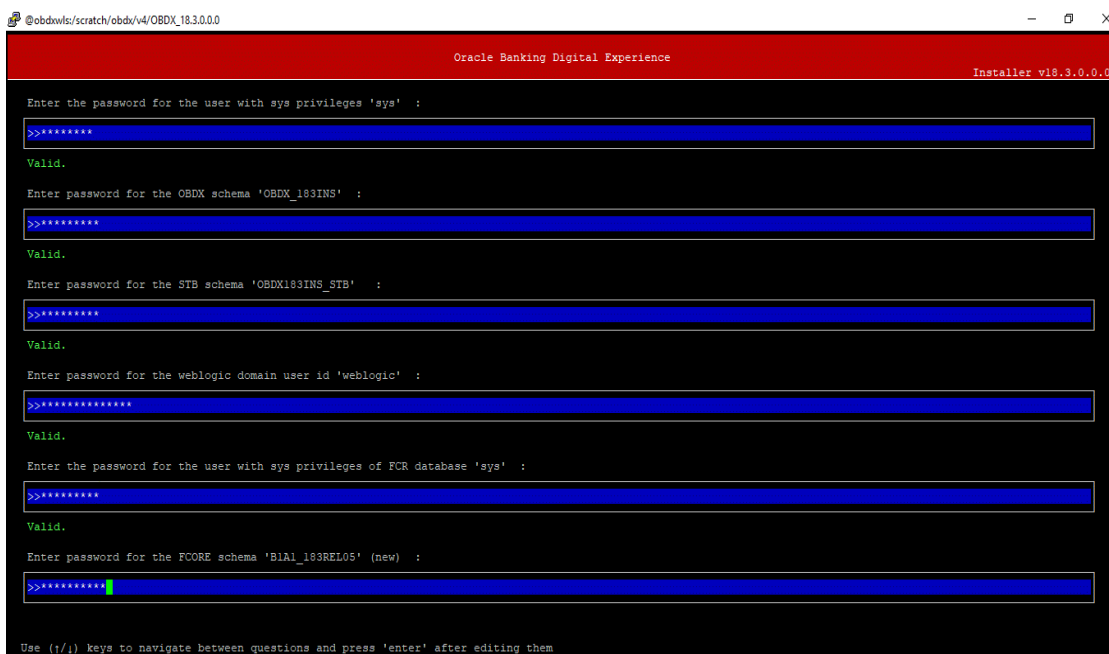 @obdxwls:/scratch/obdx/v4/OBDX_18.3.0.0.0
Oracle Banking Digital Experience
Installer v18.3.0.0.0
Enter the password for the user with sys privileges 'sys'  :
>>********
Valid.
Enter password for the OBDX schema 'OBDX_183INS'  :
>>*********
Valid.
Enter password for the STB schema 'OBDX183INS_STB'   :
>>*********
Valid.
Enter password for the weblogic domain user id 'weblogic'  :
>>**************
Valid.
Enter the password for the user with sys privileges of FCR database 'sys'  :
>>*********
Valid.
Enter password for the FCORE schema 'B1A1_183REL05' (new)  :
>>**********
Use (↑/↓) keys to navigate between questions and press 'enter' after editing them